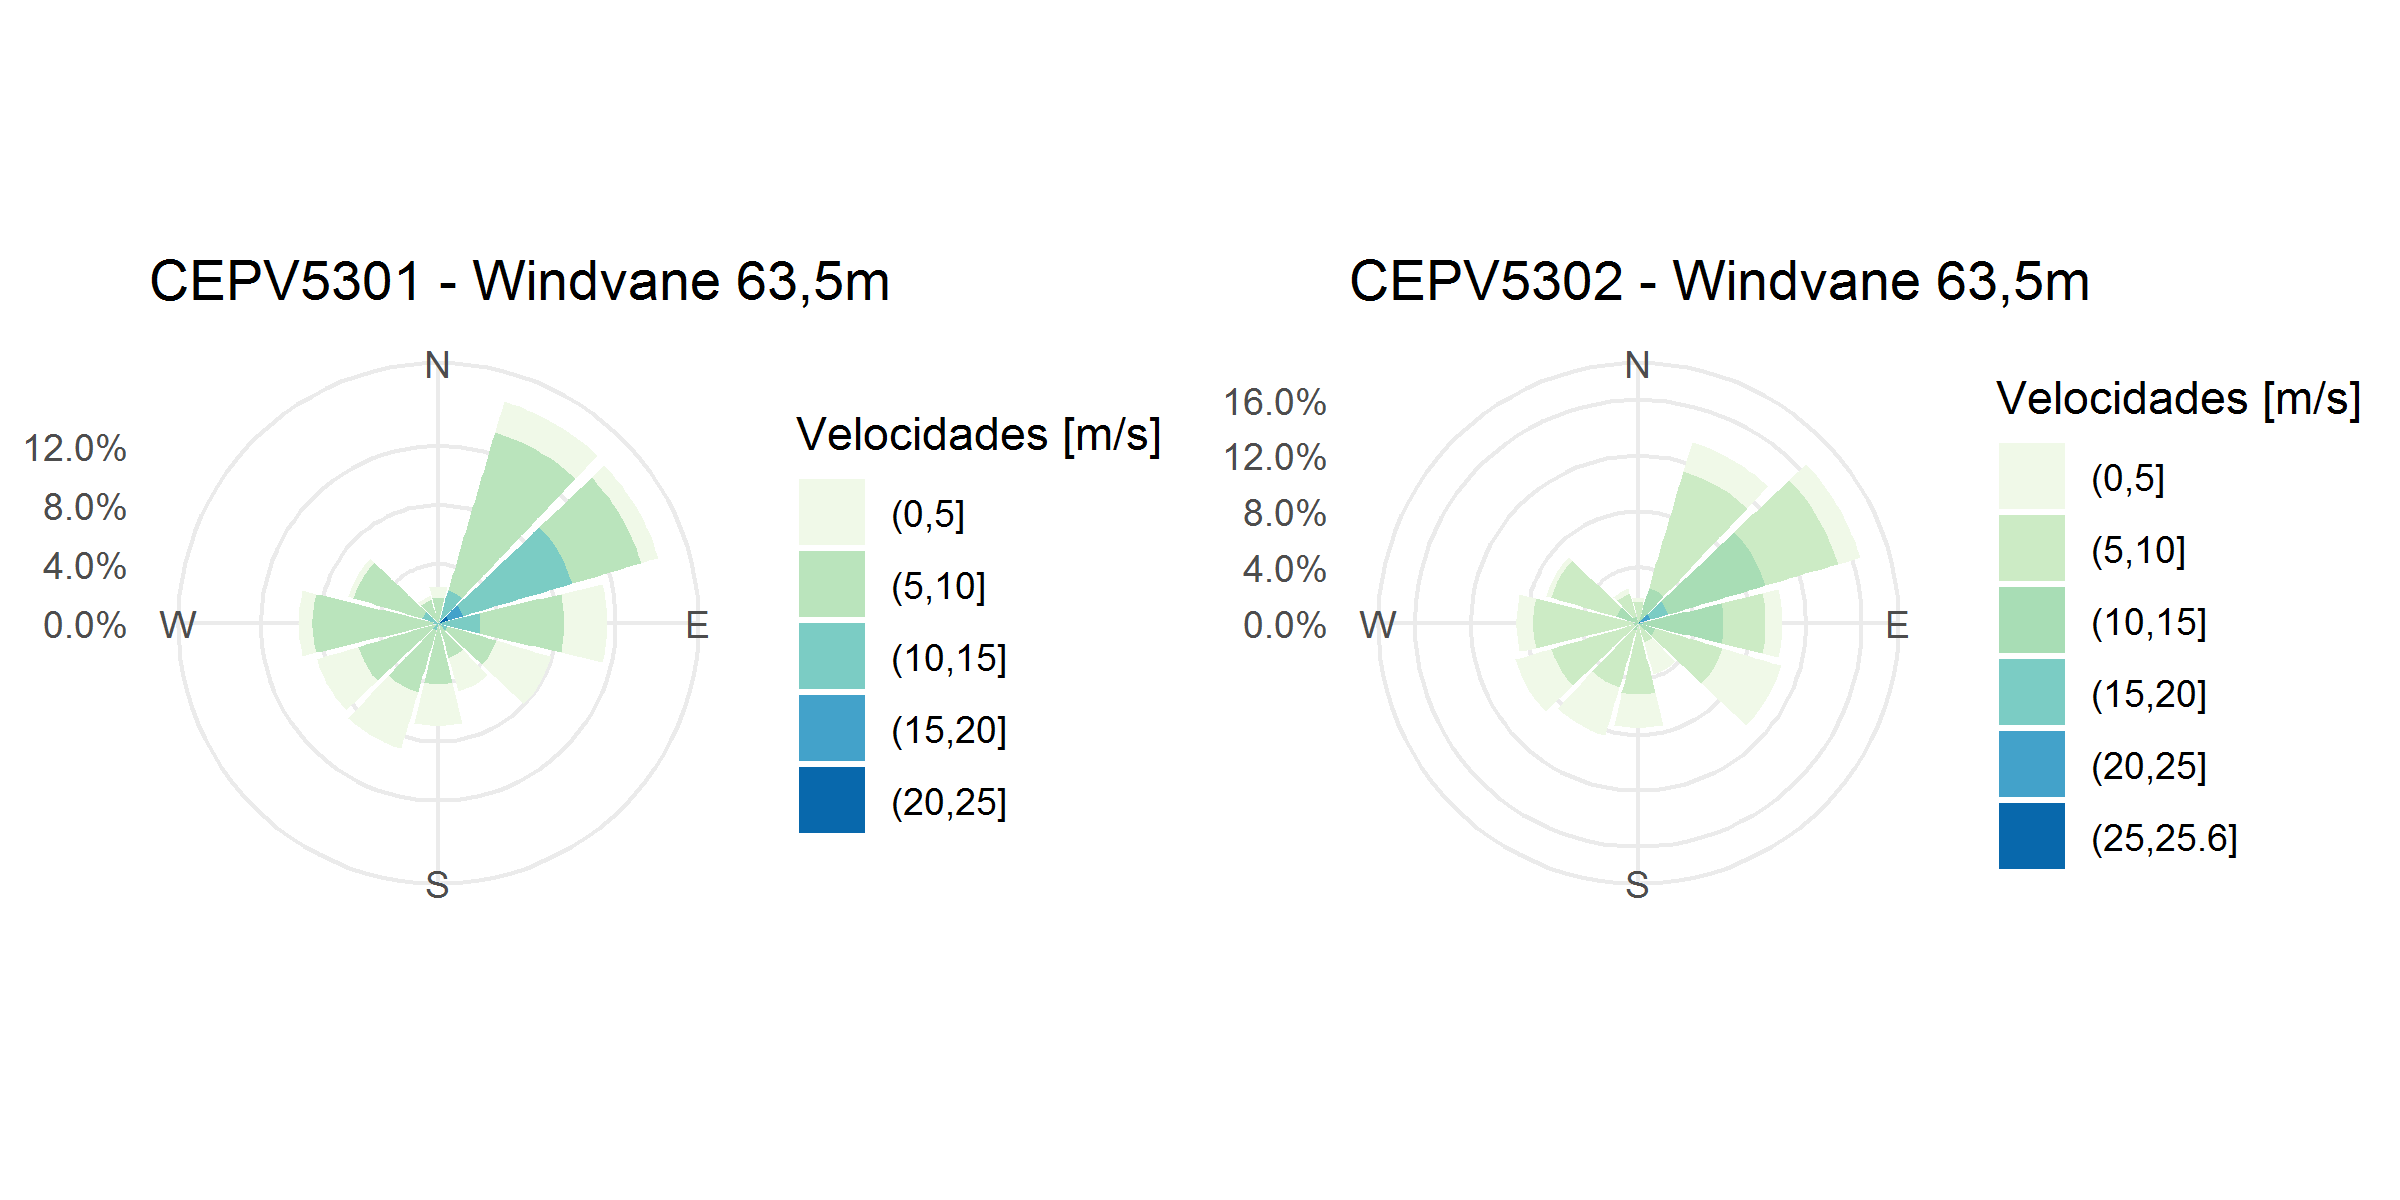 CEPV5301 - Windvane 63,5m
N
12.0%
8.0%
4.0%
0.0%
W
E
S
Velocidades [m/s]
(0,5]
(5,10]
(10,15]
(15,20]
(20,25]
CEPV5302 - Windvane 63,5m
N
16.0%
12.0%
8.0%
4.0%
0.0%
W
E
S
Velocidades [m/s]
(0,5]
(5,10]
(10,15]
(15,20]
(20,25]
(25,25.6]